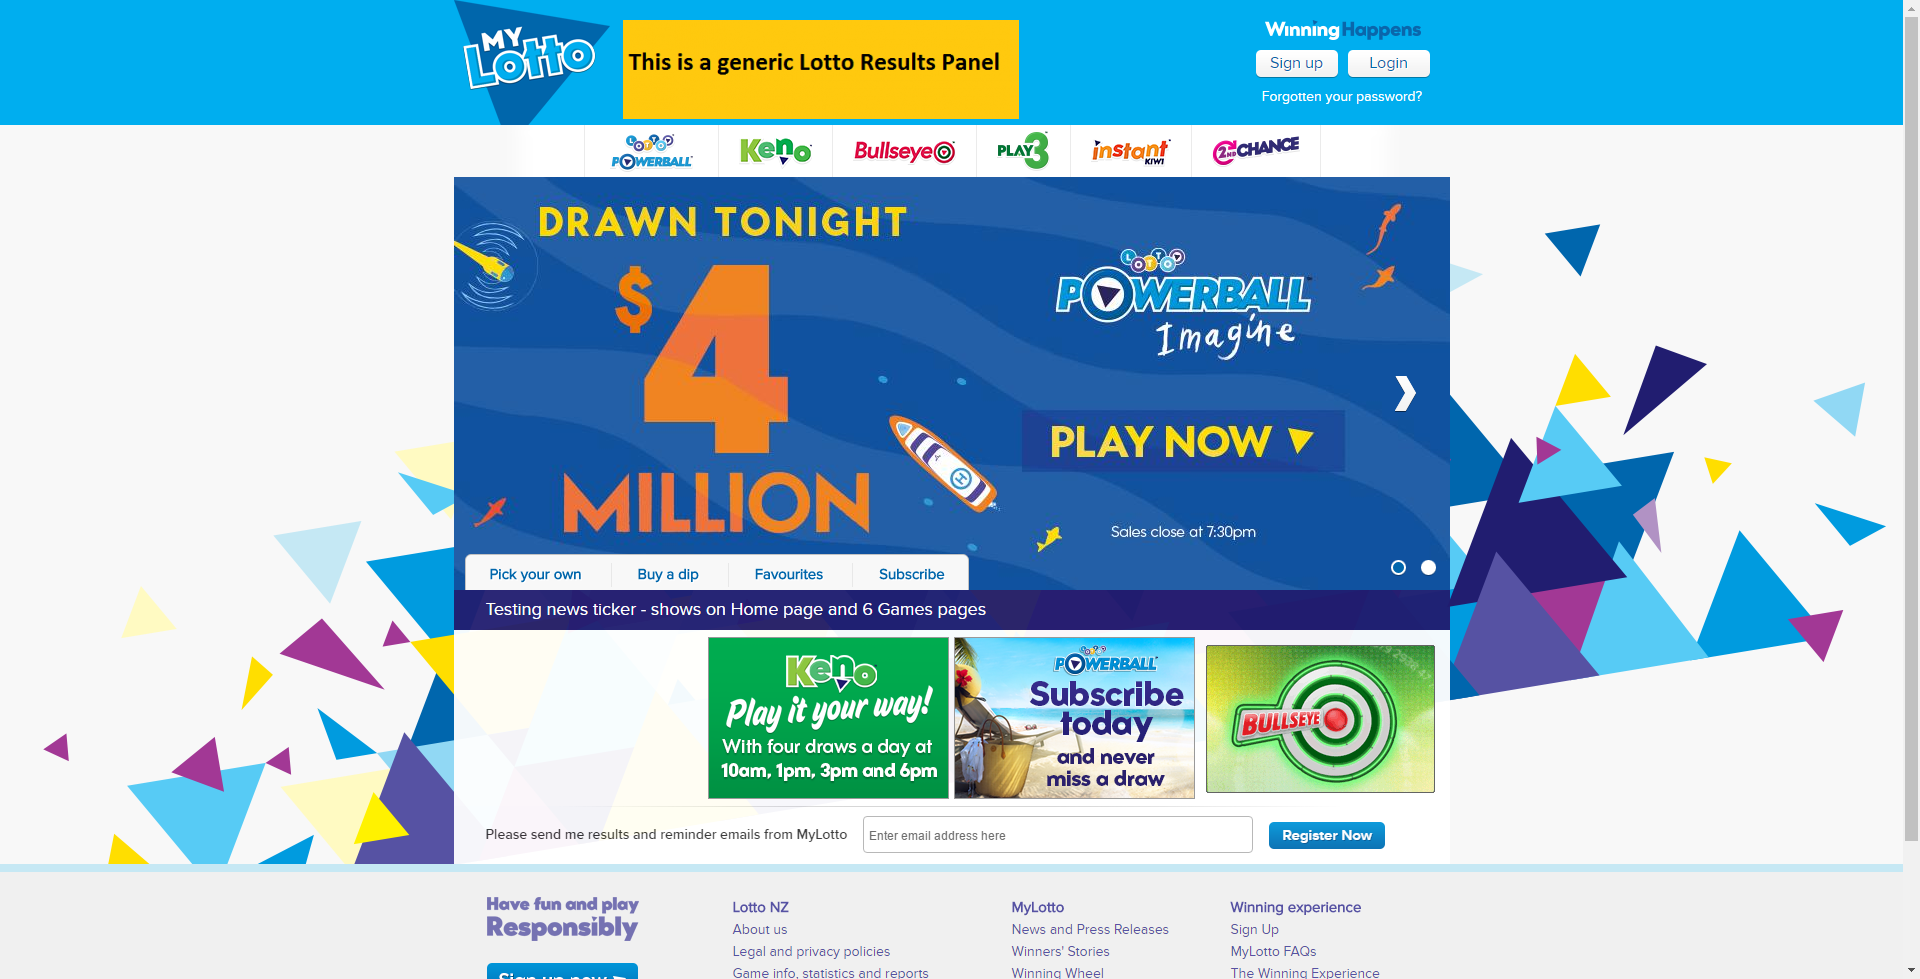 MY
LOTTO
This is a generic Lotto Results Panel
Winning Happens
Sign up
Login
Forgotten your password?
LOTTO
POWERBALL
Keno
Bullseye
PLAY 3
instant
KIWI
2ND CHANCE
DRAWN TONIGHT
$4
MILLION
LOTTO
POWERBALL
Imagine
PLAY NOW
H
Sales close at 7:30pm
Pick your own
Buy a dip
Favourites
Subscribe
Testing news ticker - shows on Home page and 6 Games pages
Keno
Play it your way!
With four draws a day at
10am, 1pm, 3pm and 6pm
LOTTO
POWERBALL
Subscribe
today
and never
miss a draw
BULLSEYE
Please send me results and reminder emails from MyLotto
Enter email address here
Register Now
Have fun and play
Responsibly
Sign up now
Lotto NZ
About us
Legal and privacy policies
Game info, statistics and reports
MyLotto
News and Press Releases
Winners' Stories
Winning Wheel
Winning experience
Sign Up
MyLotto FAQs
The Winning Experience